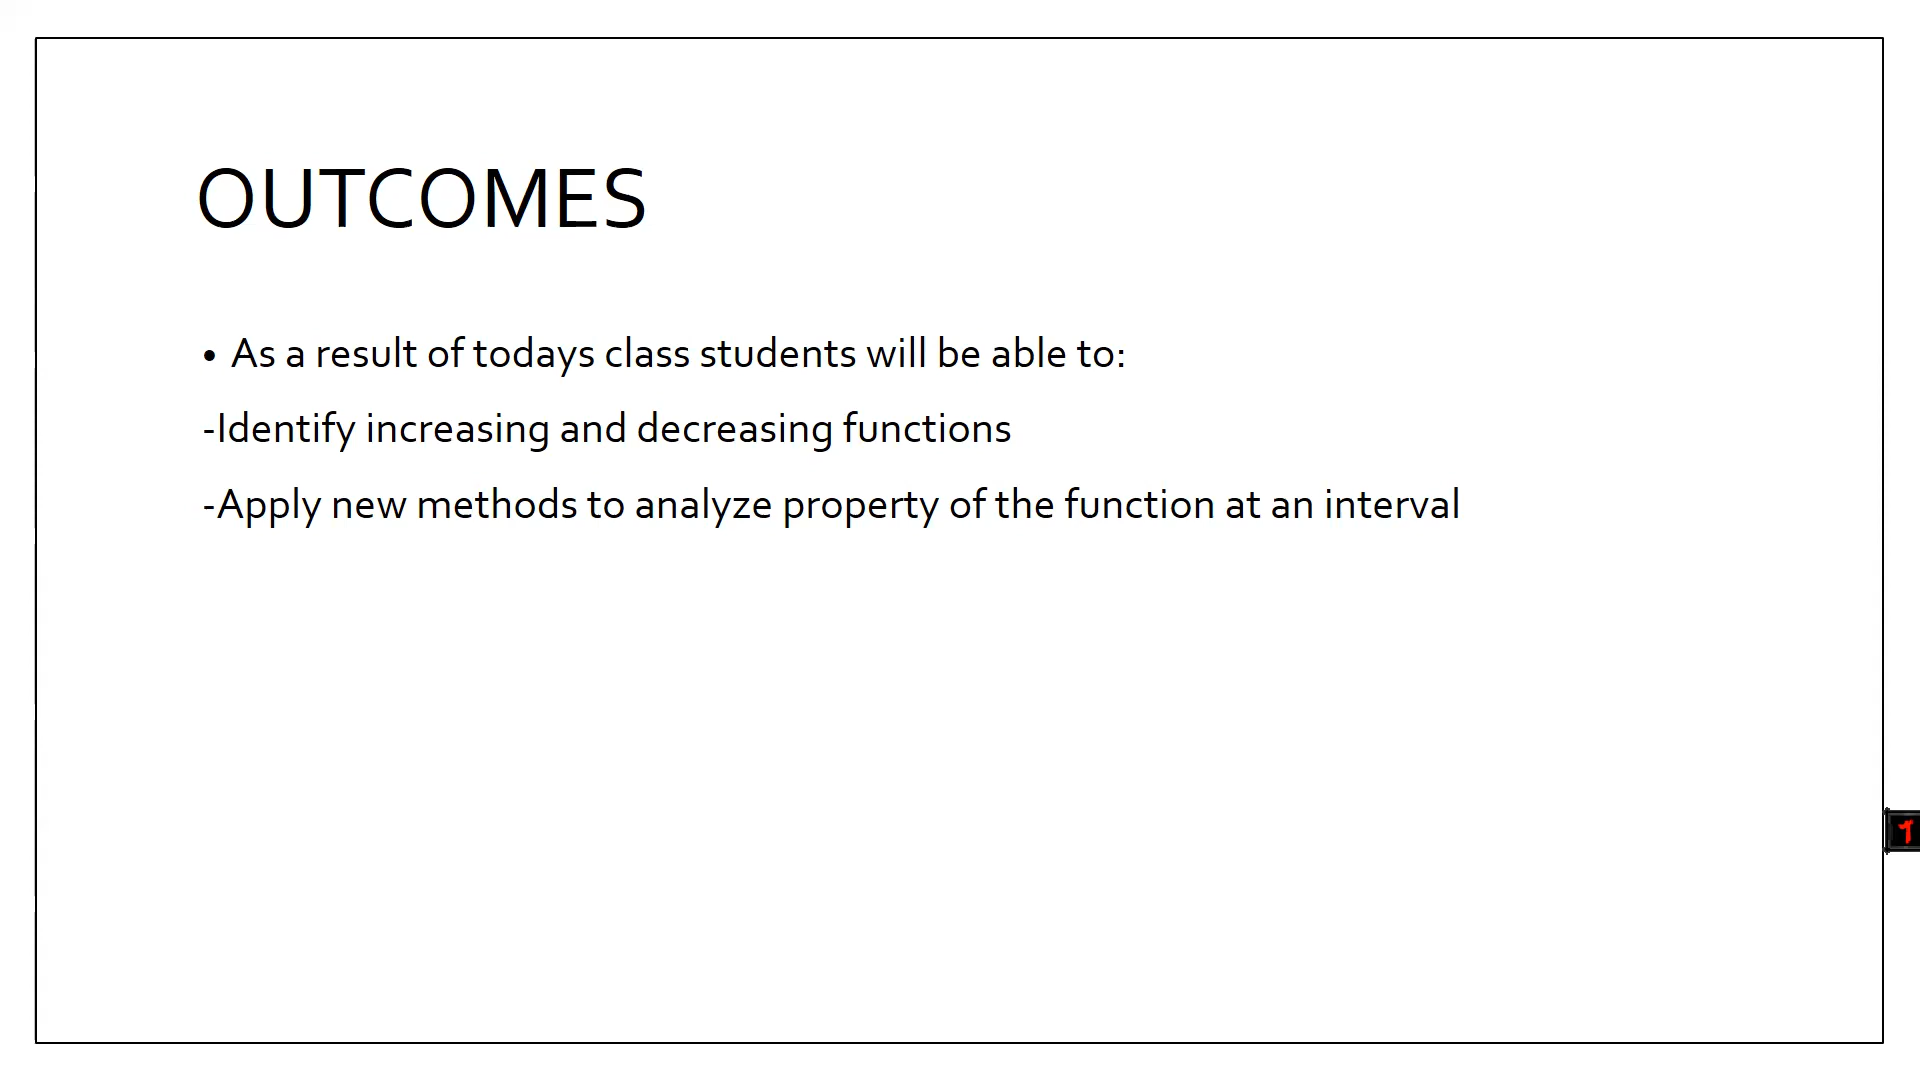 OUTCOMES
• As a result of todays class students will be able to:
-Identify increasing and decreasing functions
-Apply new methods to analyze property of the function at an interval
1